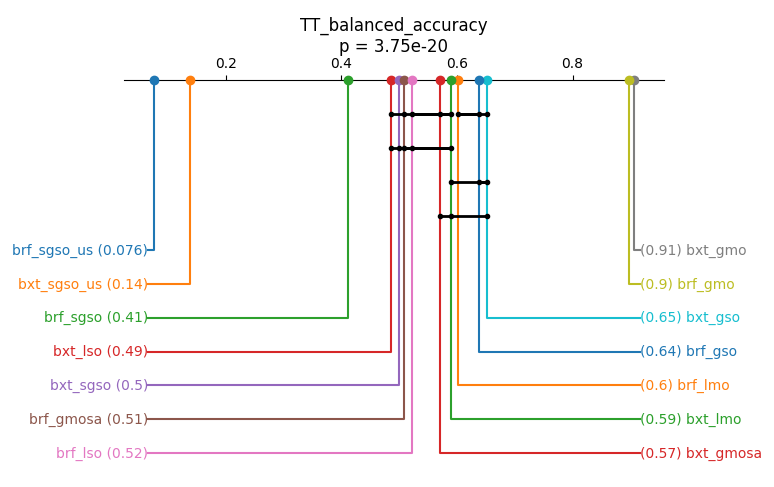 TT_balanced_accuracy
p = 3.75e-20
0.2 0.4 0.6 0.8
brf_sgso_us (0.076)
(0.91) bxt_gmo
bxt_sgso_us (0.14)
(0.9) brf_gmo
brf_sgso (0.41)
(0.65) bxt_gso
bxt_lso (0.49)
(0.64) brf_gso
bxt_sgso (0.5)
(0.6) brf_lmo
brf_gmosa (0.51)
(0.59) bxt_lmo
brf_lso (0.52)
(0.57) bxt_gmosa